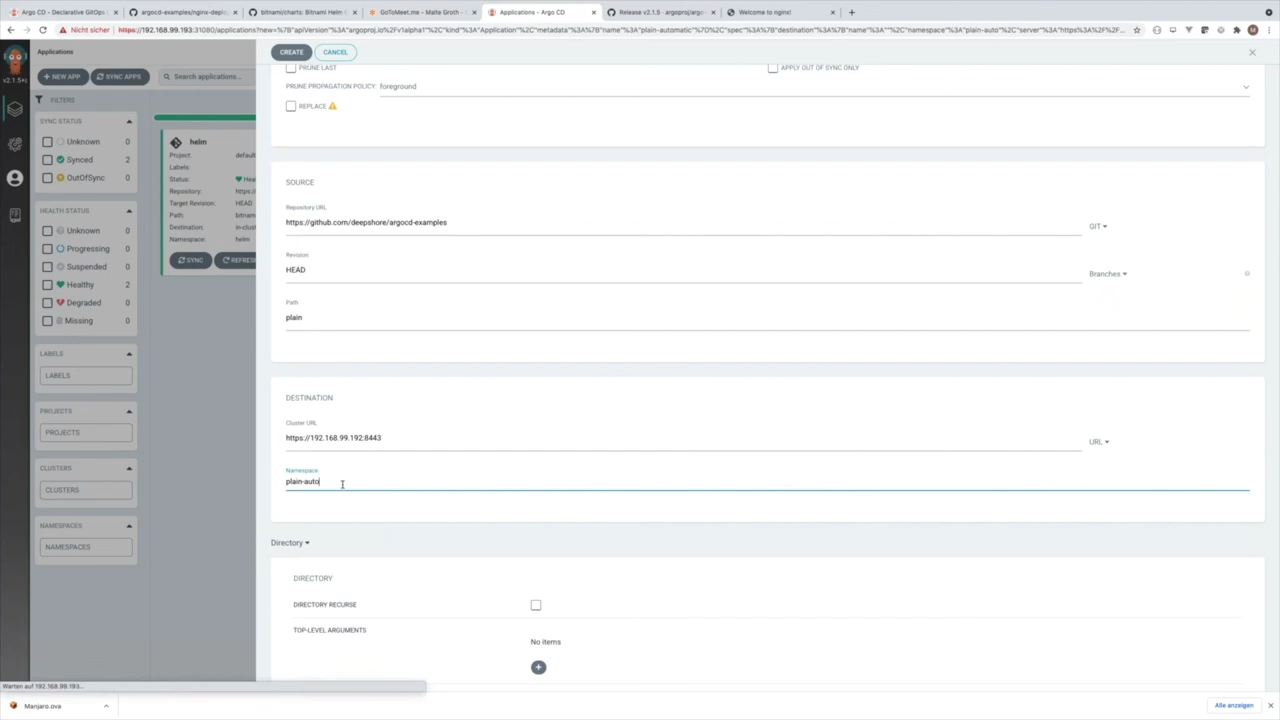 Argo CD - Declarative GitOps
argocd-examples/nginx-deplo
bitnami/charts: Bitnami Helm C
GoToMeet.me - Malte Groth -
Applications - Argo CD
Release v2.1.5 · argoproj/argo
Welcome to nginx!
Nicht sicher https://192.168.99.193:31080/applications?new=%7B"apiVersion"%3A"argoproj.io%2Fv1alpha1"%2C"kind"%3A"Application"%2C"metadata"%3A%7B"name"%3A"plain-automatic"%7D%2C"spec"%3A%7B"destination"%3A%7B"name"%3A""%2C"namespace"%3A"plain-auto"%2C"server"%3A"https%3A%2F%2F...
v2.1.5+c
Applications
CREATE
CANCEL
NEW APP
SYNC APPS
Search applications...
FILTERS
SYNC STATUS
Unknown 0
Synced 2
OutOfSync 0
HEALTH STATUS
Unknown 0
Progressing 0
Suspended 0
Healthy 2
Degraded 0
Missing 0
LABELS
LABELS
PROJECTS
PROJECTS
CLUSTERS
CLUSTERS
NAMESPACES
NAMESPACES
helm
Project: default
Labels:
Status: Hea
Repository: https:/
Target Revision: HEAD
Path: bitnam
Destination: in-clust
Namespace: helm
SYNC
REFRES
PRUNE LAST
APPLY OUT OF SYNC ONLY
PRUNE PROPAGATION POLICY: foreground
REPLACE
SOURCE
Repository URL
https://github.com/deepshore/argocd-examples
GIT
Revision
HEAD
Branches
Path
plain
DESTINATION
Cluster URL
https://192.168.99.192:8443
URL
Namespace
plain-auto
Directory
DIRECTORY
DIRECTORY RECURSE
TOP-LEVEL ARGUMENTS
No items
Warten auf 192.168.99.193...
Manjaro.ova
Alle anzeigen